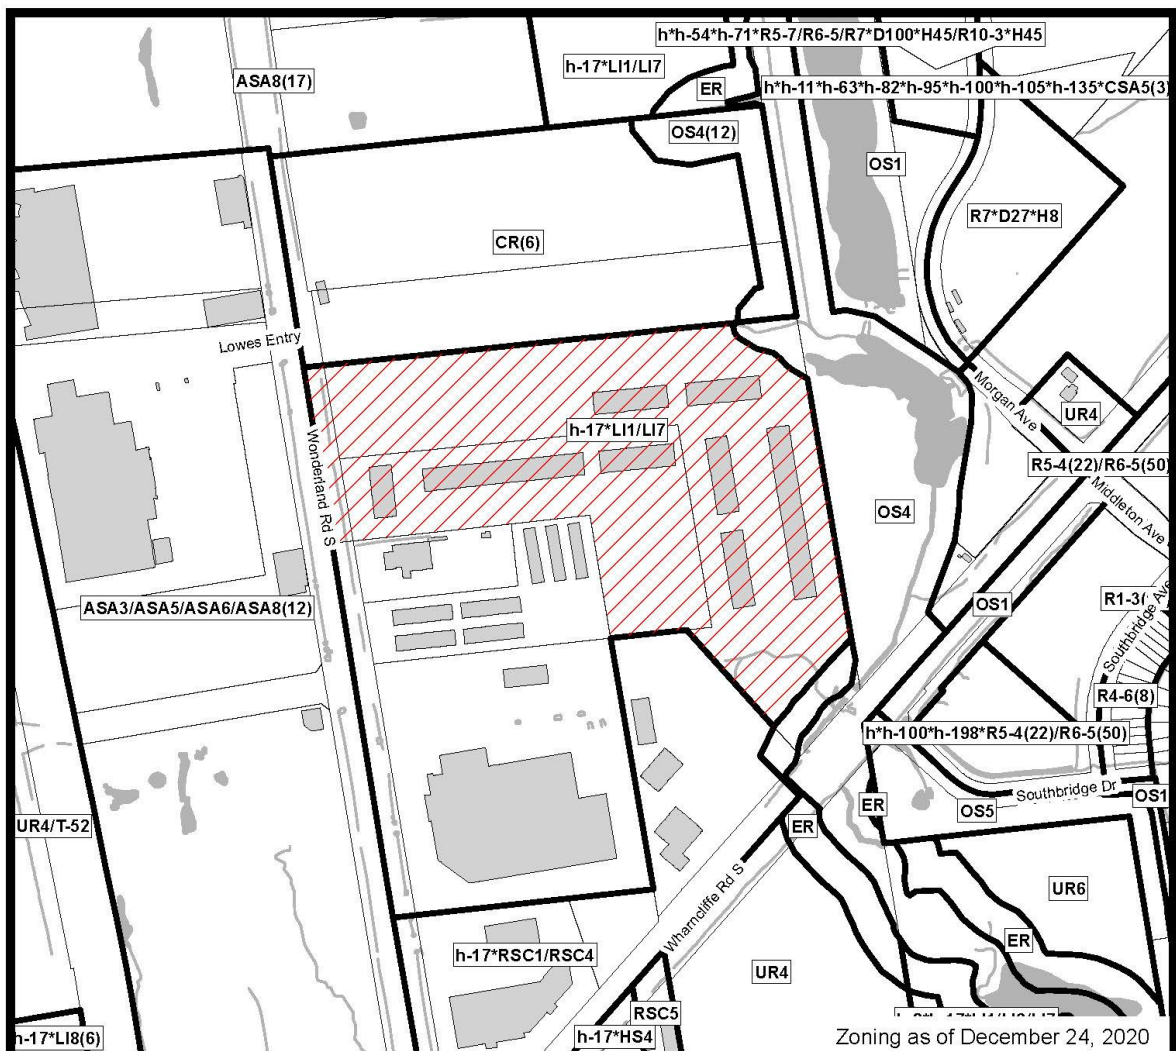 h*h-54*h-71*R5-7/R6-5/R7*D100*H45/R10-3*H45
h-17*LI1/LI7
ASA8(17)
ER
h*h-11*h-63*h-82*h-95*h-100*h-105*h-135*CSA5(3)
OS4(12)
OS1
R7*D27*H8
CR(6)
Lowes Entry
Morgan Ave
UR4
h-17*LI1/LI7
R5-4(22)/R6-5(50)
Wonderland Rd S
Middleton Ave
OS4
ASA3/ASA5/ASA6/ASA8(12)
OS1
R1-3(
Southbridge Ave
R4-6(8)
h*h-100*h-198*R5-4(22)/R6-5(50)
Southbridge Dr
OS1
UR4/T-52
ER
ER
OS5
UR6
Wharncliffe Rd S
ER
h-17*RSC1/RSC4
UR4
RSC5
h-17*LI8(6)
h-17*HS4
Zoning as of December 24, 2020